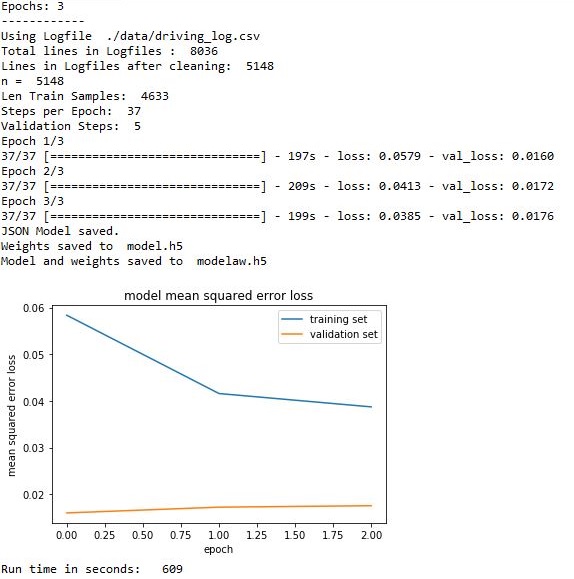 Epochs: 3
------------
Using Logfile  ./data/driving_log.csv
Total lines in Logfiles :  8036
Lines in Logfiles after cleaning:  5148
n =  5148
Len Train Samples:  4633
Steps per Epoch:  37
Validation Steps:  5
Epoch 1/3
37/37 [==============================] - 197s - loss: 0.0579 - val_loss: 0.0160
Epoch 2/3
37/37 [==============================] - 209s - loss: 0.0413 - val_loss: 0.0172
Epoch 3/3
37/37 [==============================] - 199s - loss: 0.0385 - val_loss: 0.0176
JSON Model saved.
Weights saved to  model.h5
Model and weights saved to  modelaw.h5
model mean squared error loss
training set
validation set
mean squared error loss
0.06
0.05
0.04
0.03
0.02
0.00 0.25 0.50 0.75 1.00 1.25 1.50 1.75 2.00
epoch
Run time in seconds:   609